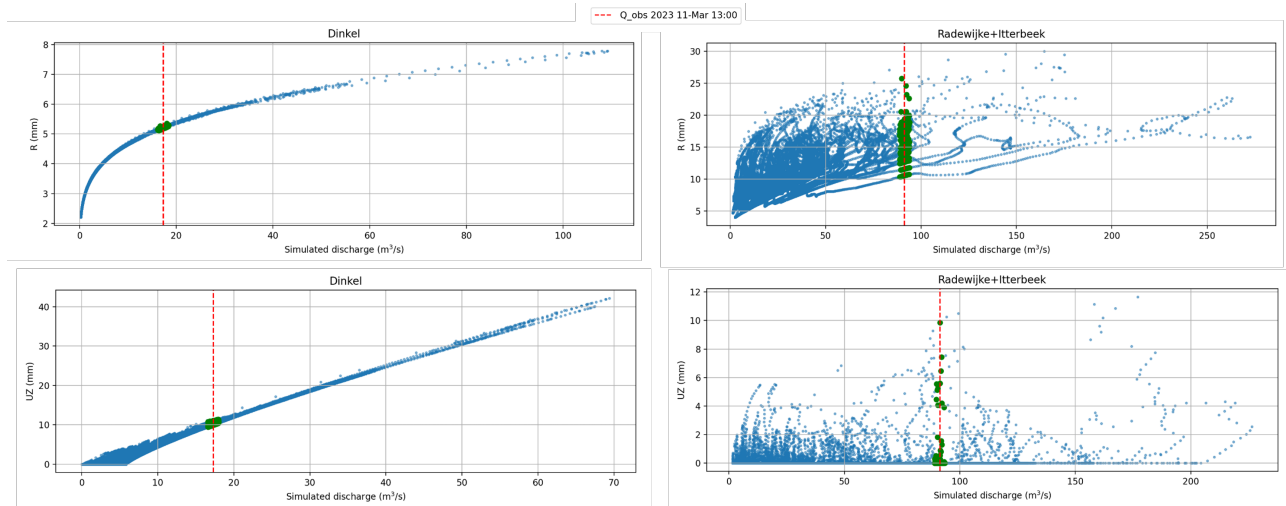 Q_obs 2023 11-Mar 13:00
Dinkel
8
7
6
5
4
3
2
R (mm)
0 20 40 60 80 100
Simulated discharge (m³/s)
Radewijke+Itterbeek
30
25
20
15
10
5
R (mm)
0 50 100 150 200 250
Simulated discharge (m³/s)
Dinkel
40
30
20
10
0
UZ (mm)
0 10 20 30 40 50 60 70
Simulated discharge (m³/s)
Radewijke+Itterbeek
12
10
8
6
4
2
0
UZ (mm)
0 50 100 150 200
Simulated discharge (m³/s)